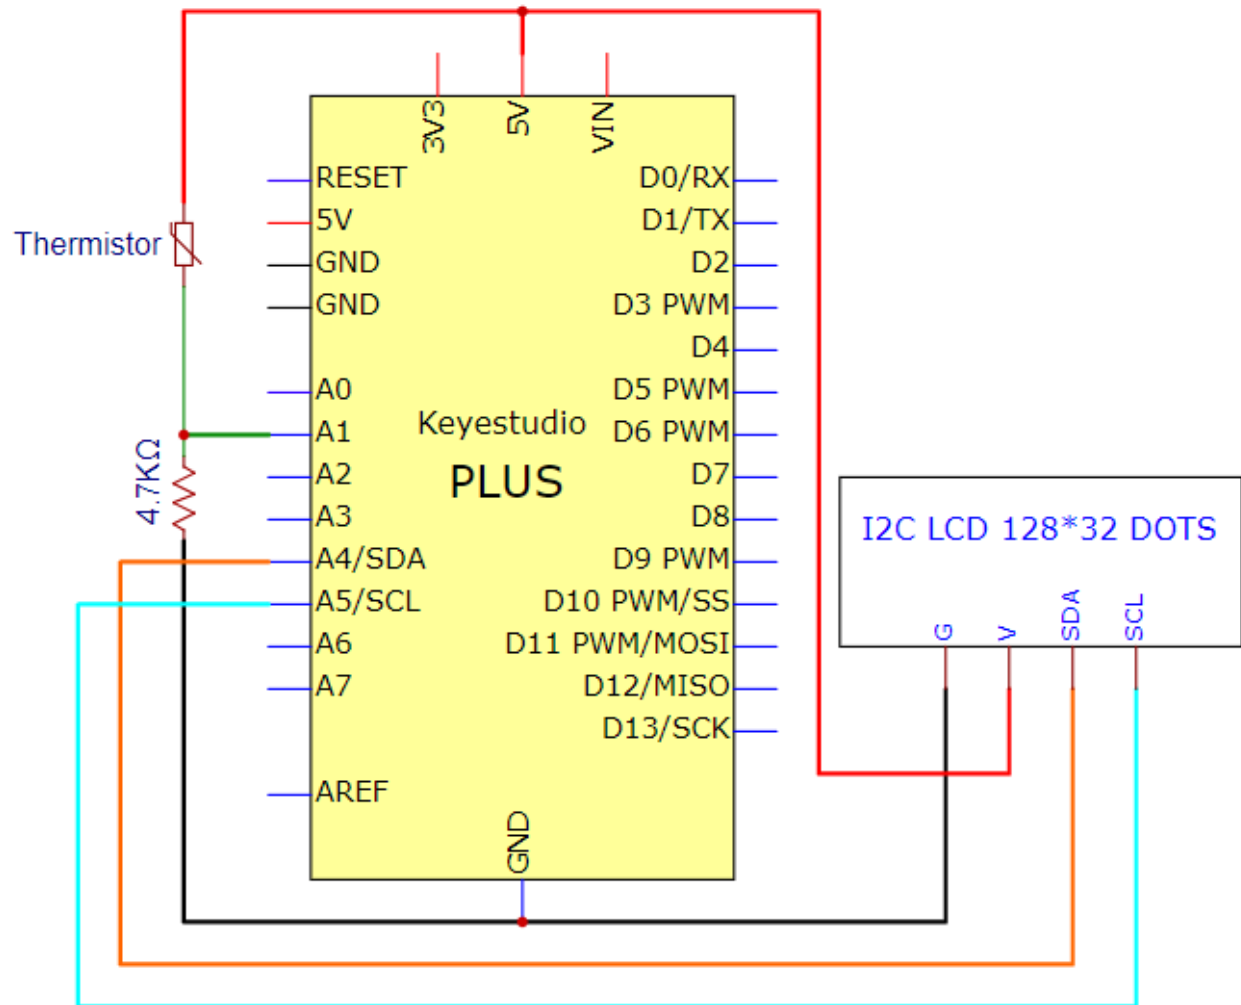 3V3
5V
VIN
RESET
5V
GND
GND
A0
A1
A2
A3
A4/SDA
A5/SCL
A6
A7
AREF
Thermistor
4.7KΩ
Keyestudio
PLUS
D0/RX
D1/TX
D2
D3 PWM
D4
D5 PWM
D6 PWM
D7
D8
D9 PWM
D10 PWM/SS
D11 PWM/MOSI
D12/MISO
D13/SCK
GND
I2C LCD 128*32 DOTS
G
V
SDA
SCL